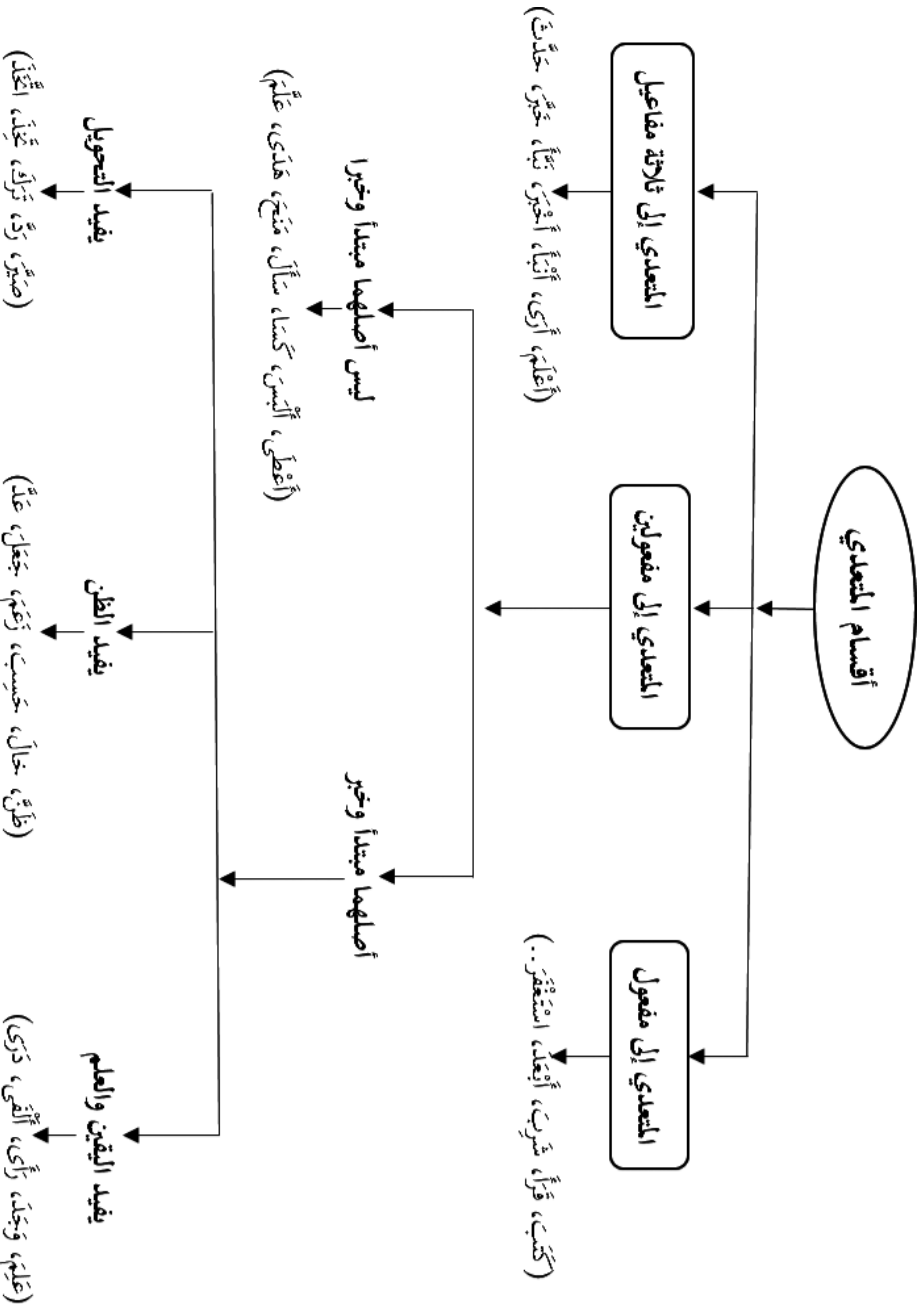 أقسام المتعدي
المتعدي إلى مفعول
(كَتَبَ، قَرَأَ، شَرِبَ، أَبْعَدَ، اسْتَغْفَرَ..)
المتعدي إلى مفعولين
المتعدي إلى ثلاثة مفاعيل
(أَعْلَمَ، أَرَى، أَنْبَأَ، أَخْبَرَ، نَبَّأَ، خَبَّرَ، حَدَّثَ)
أصلهما مبتدأ وخبر
ليس أصلهما مبتدأ وخبرا
(أَعْطَى، أَلْبَسَ، كَسَا، سَأَلَ، مَنَحَ، هَدَى، عَلَّمَ)
يفيد اليقين والعلم
(عَلِمَ، وَجَدَ، رَأَى، أَلْفَى، دَرَى)
يفيد الظن
(ظَنَّ، خالَ، حَسِبَ، زَعَمَ، جَعَلَ، عَدَّ)
يفيد التحويل
(صَيَّرَ، رَدَّ، تَرَكَ، تَخِذَ، اتَّخَذَ)